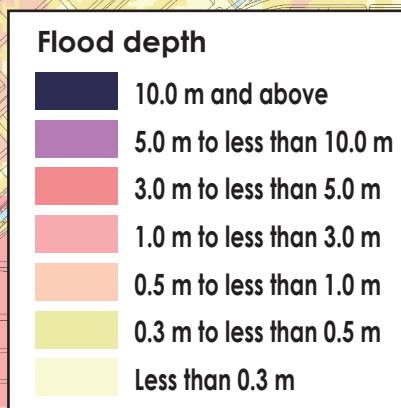 Flood depth
10.0 m and above
5.0 m to less than 10.0 m
3.0 m to less than 5.0 m
1.0 m to less than 3.0 m
0.5 m to less than 1.0 m
0.3 m to less than 0.5 m
Less than 0.3 m